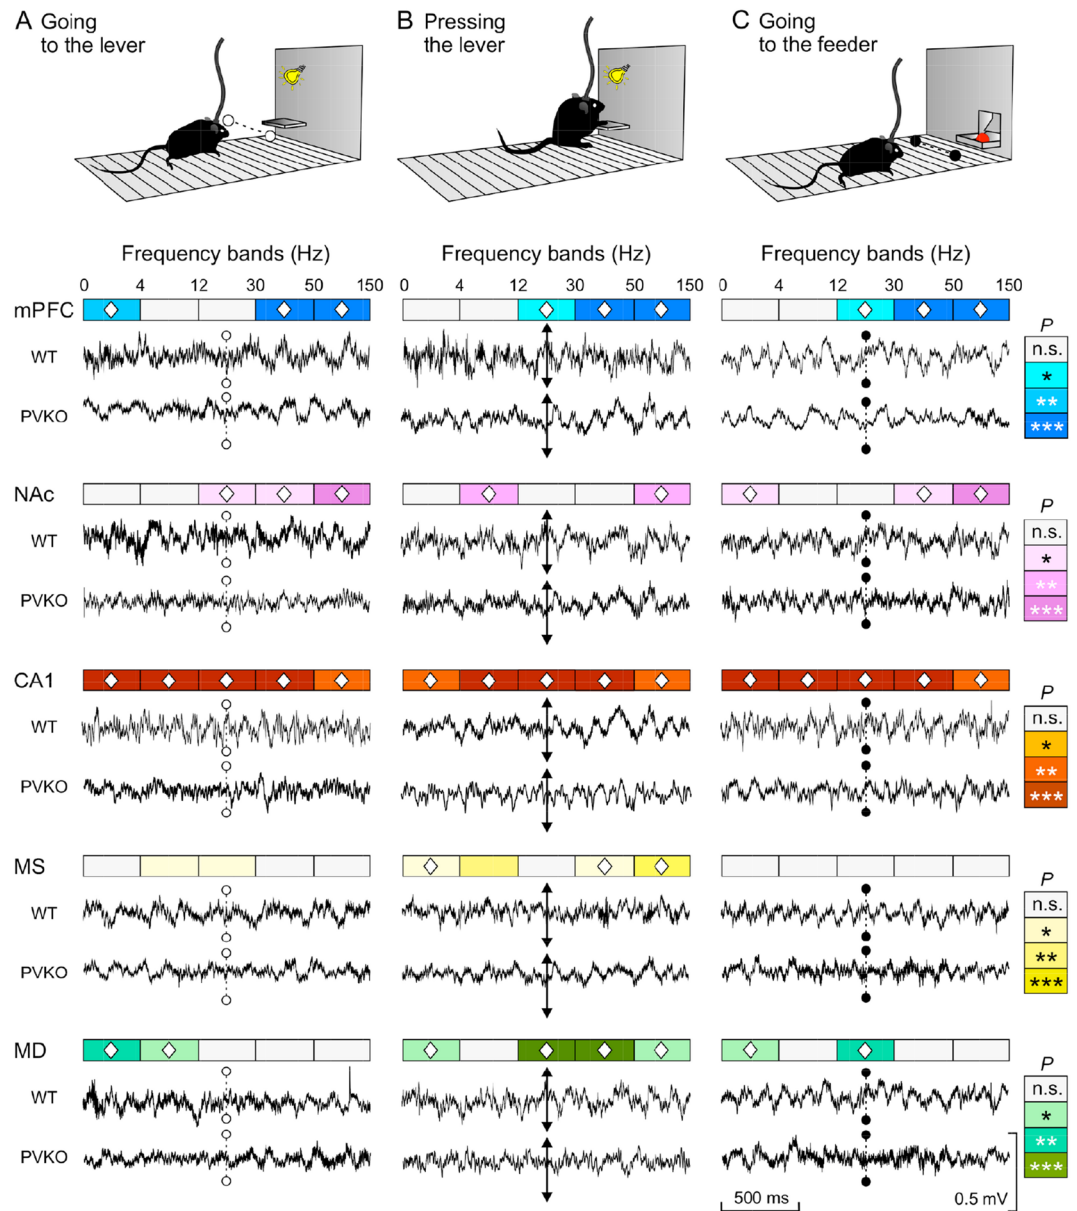 A Going
to the lever
B Pressing
the lever
C Going
to the feeder
Frequency bands (Hz) Frequency bands (Hz) Frequency bands (Hz)
0 4 12 30 50 150 0 4 12 30 50 150 0 4 12 30 50 150
mPFC
P
n.s.
WT
*
**
PVKO
***
NAc
P
n.s.
WT
*
**
PVKO
***
CA1
P
n.s.
WT
*
**
PVKO
***
MS
P
n.s.
WT
*
**
PVKO
***
MD
P
n.s.
WT
*
**
PVKO
***
500 ms
0.5 mV